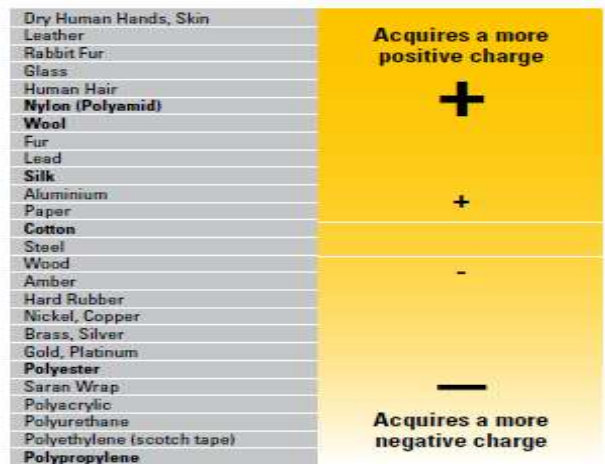 Dry Human Hands, Skin
Leather
Rabbit Fur
Glass
Human Hair
Nylon (Polyamid)
Wool
Fur
Lead
Silk
Aluminium
Paper
Cotton
Steel
Wood
Amber
Hard Rubber
Nickel, Copper
Brass, Silver
Gold, Platinum
Polyester
Saran Wrap
Polyacrylic
Polyurethane
Polyethylene (scotch tape)
Polypropylene
Acquires a more
positive charge
+
+
-
—
Acquires a more
negative charge